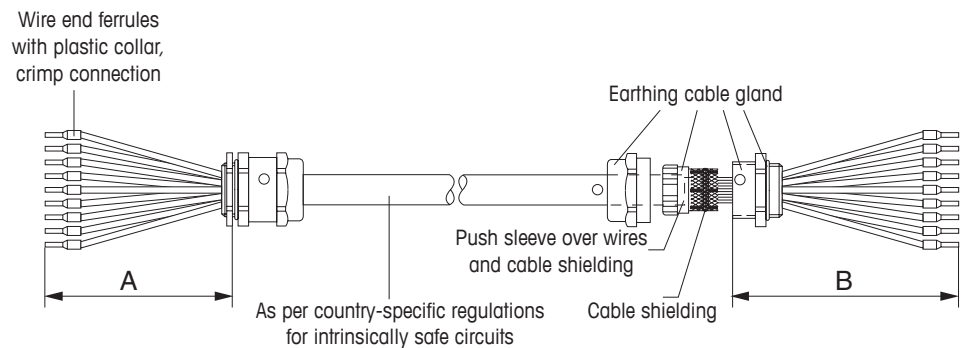 Wire end ferrules
with plastic collar,
crimp connection
Earthing cable gland
Push sleeve over wires
and cable shielding
A
B
As per country-specific regulations
for intrinsically safe circuits
Cable shielding